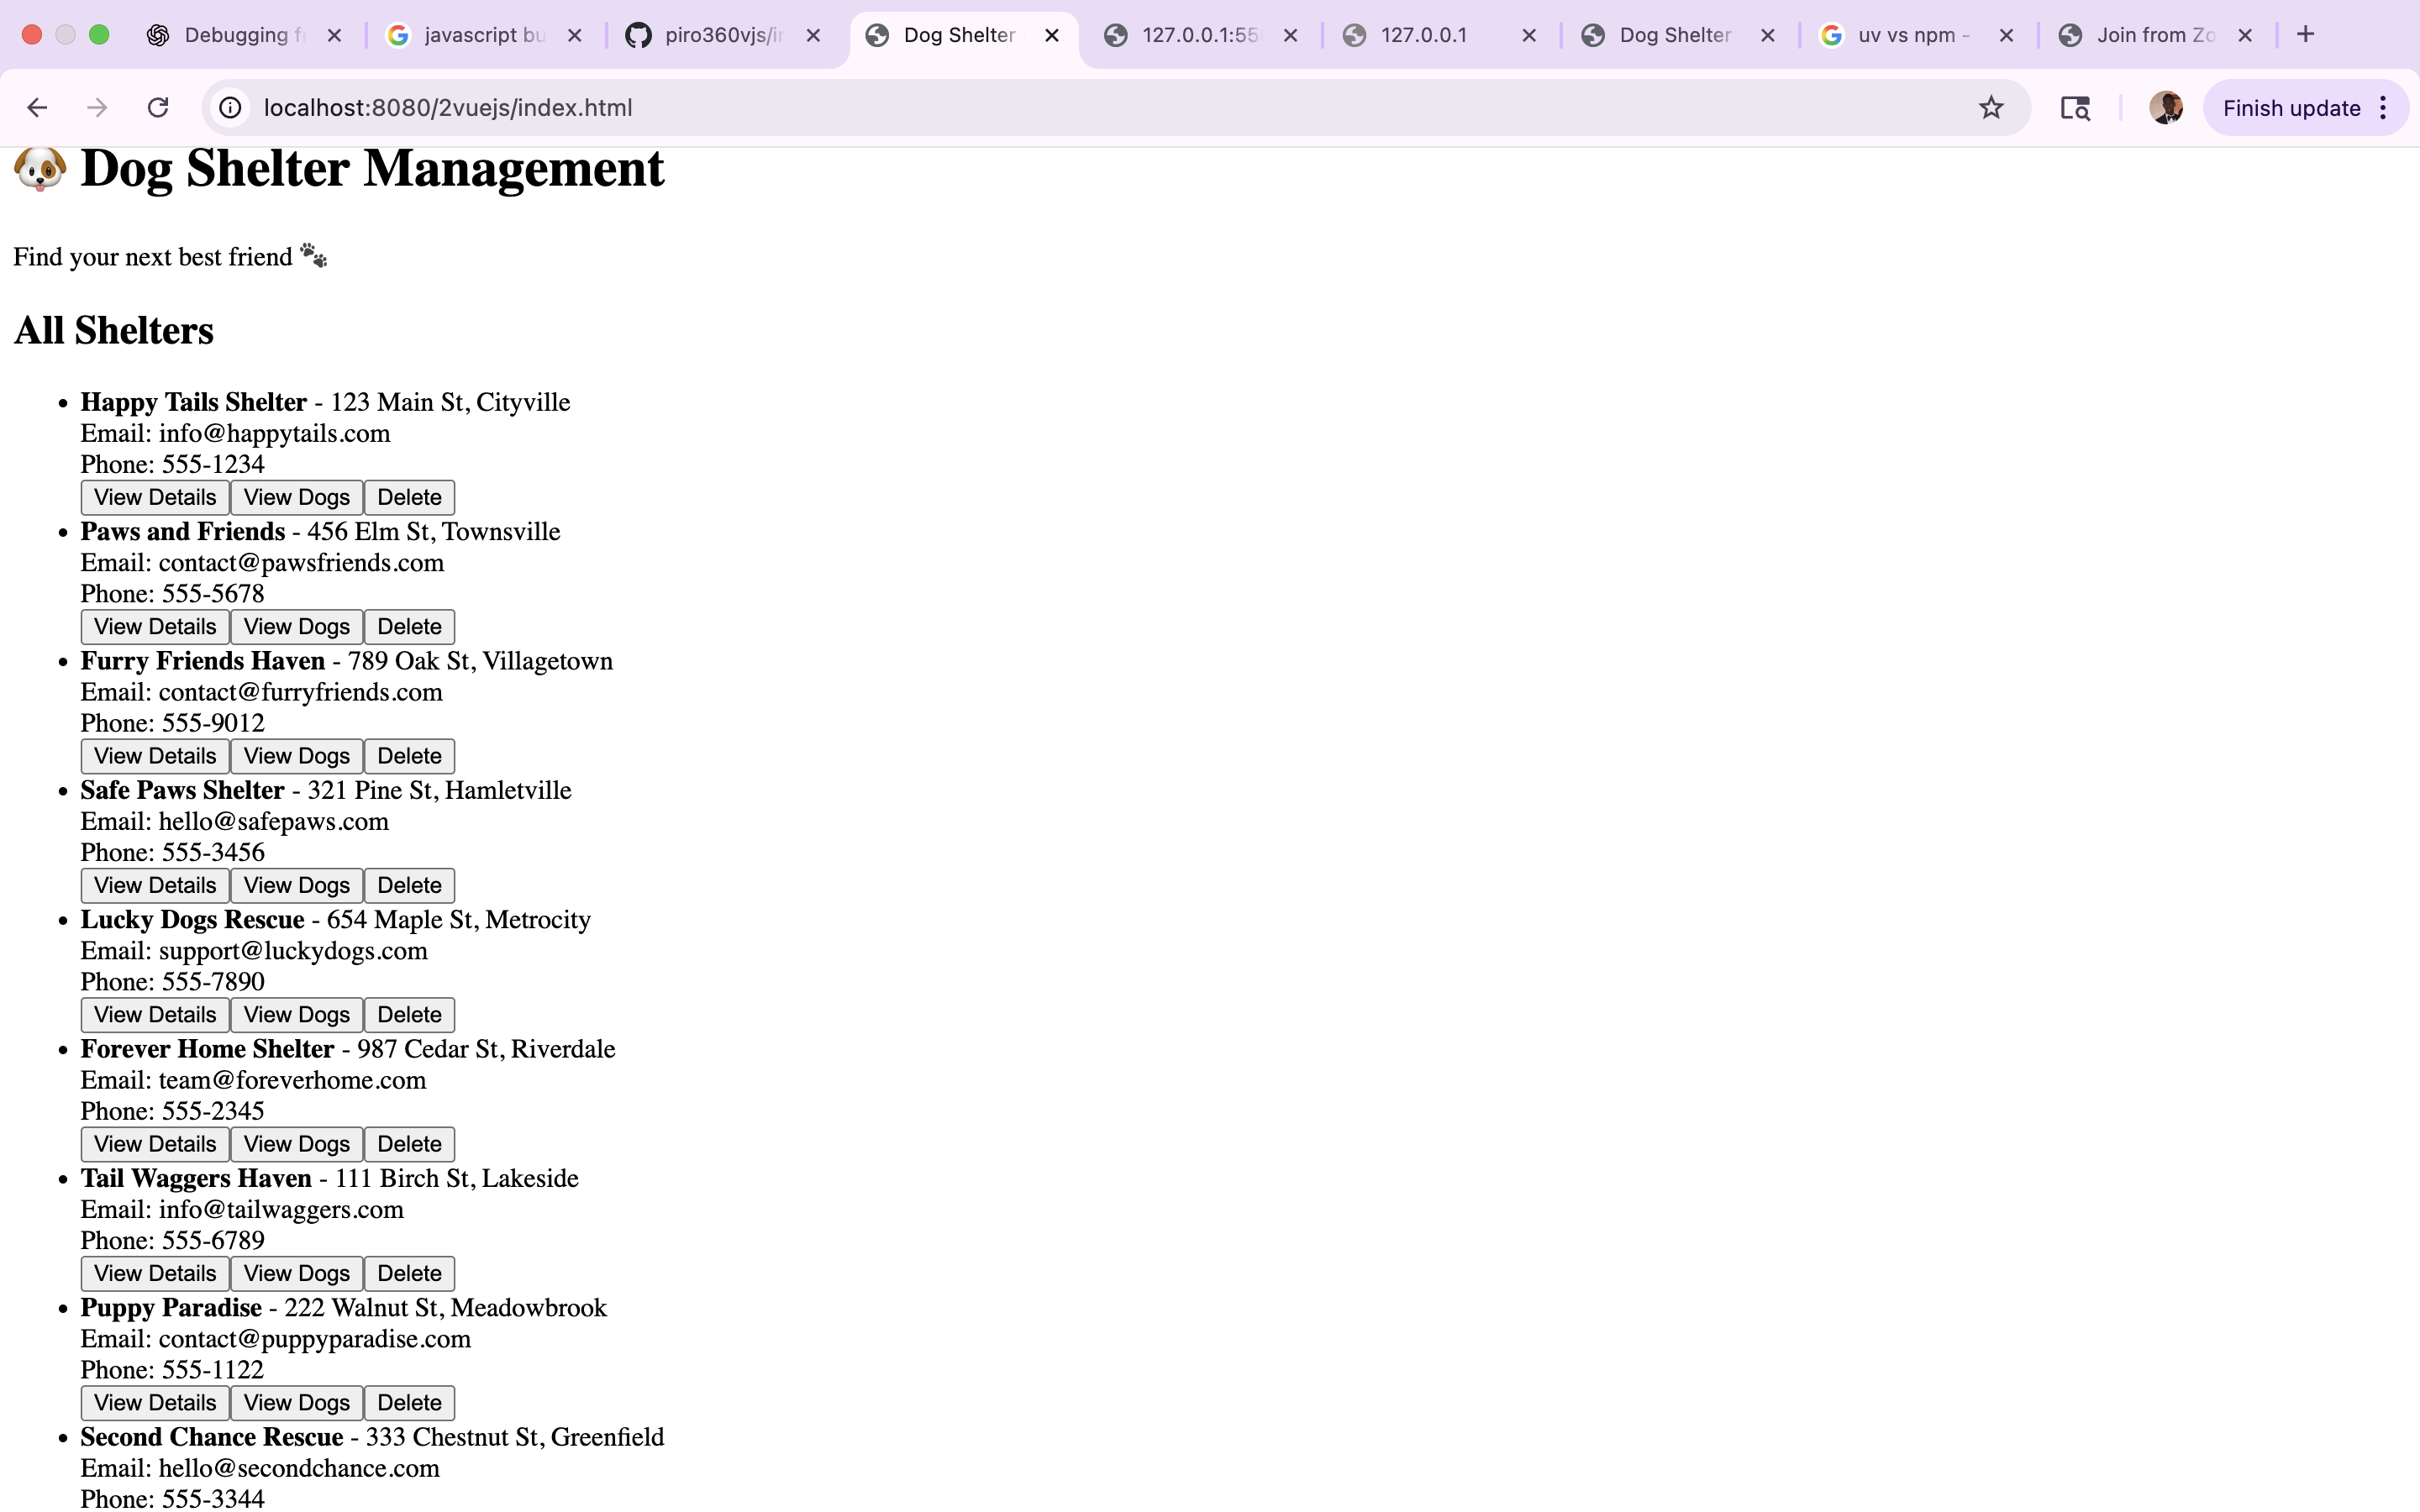 Debugging f
javascript bu
piro360vjs/i
Dog Shelter
127.0.0.1:55
127.0.0.1
Dog Shelter
uv vs npm -
Join from Zo
localhost:8080/2vuejs/index.html
Finish update
Dog Shelter Management
Find your next best friend
All Shelters
Happy Tails Shelter - 123 Main St, Cityville
Email: info@happytails.com
Phone: 555-1234
View Details View Dogs Delete
Paws and Friends - 456 Elm St, Townsville
Email: contact@pawsfriends.com
Phone: 555-5678
View Details View Dogs Delete
Furry Friends Haven - 789 Oak St, Villagetown
Email: contact@furryfriends.com
Phone: 555-9012
View Details View Dogs Delete
Safe Paws Shelter - 321 Pine St, Hamletville
Email: hello@safepaws.com
Phone: 555-3456
View Details View Dogs Delete
Lucky Dogs Rescue - 654 Maple St, Metrocity
Email: support@luckydogs.com
Phone: 555-7890
View Details View Dogs Delete
Forever Home Shelter - 987 Cedar St, Riverdale
Email: team@foreverhome.com
Phone: 555-2345
View Details View Dogs Delete
Tail Waggers Haven - 111 Birch St, Lakeside
Email: info@tailwaggers.com
Phone: 555-6789
View Details View Dogs Delete
Puppy Paradise - 222 Walnut St, Meadowbrook
Email: contact@puppyparadise.com
Phone: 555-1122
View Details View Dogs Delete
Second Chance Rescue - 333 Chestnut St, Greenfield
Email: hello@secondchance.com
Phone: 555-3344